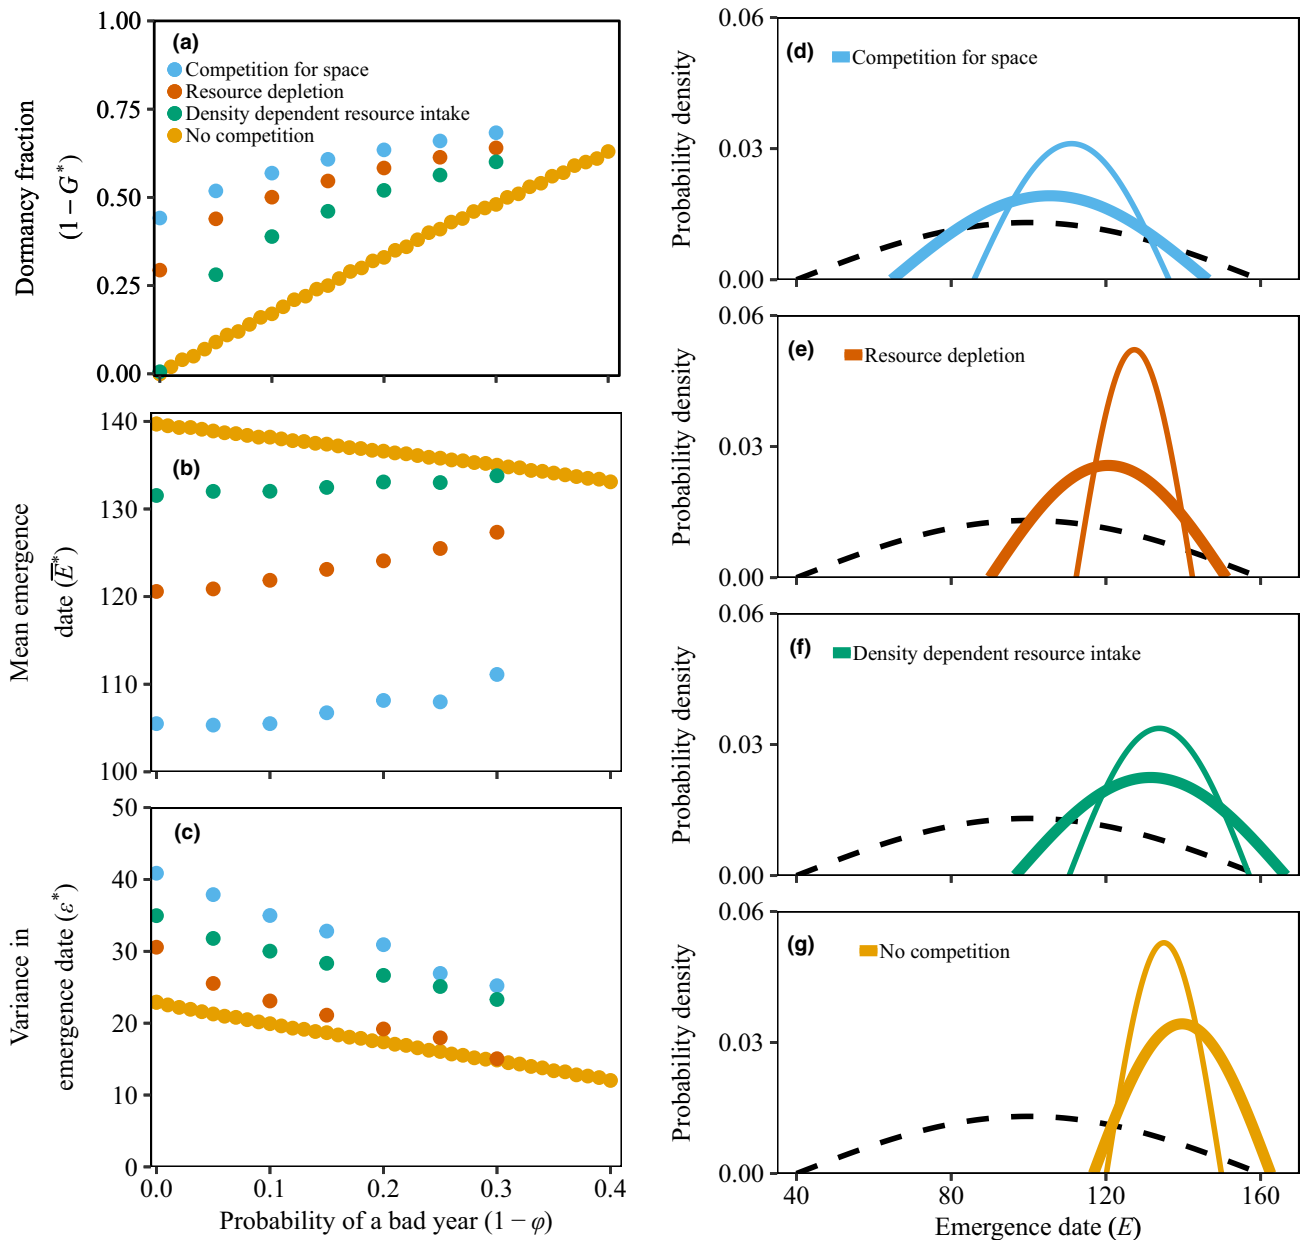 (a)
Competition for space
Resource depletion
Density dependent resource intake
No competition
1.00
0.75
0.50
0.25
0.00
Dormancy fraction
(1 − G*)
(b)
140
130
120
110
100
Mean emergence
date (E̅*)
(c)
50
40
30
20
10
0
Variance in
emergence date (ε*)
0.0 0.1 0.2 0.3 0.4
Probability of a bad year (1 − φ)
(d)
Competition for space
0.06
0.03
0.00
Probability density
(e)
Resource depletion
0.06
0.03
0.00
Probability density
(f)
Density dependent resource intake
0.06
0.03
0.00
Probability density
(g)
No competition
0.06
0.03
0.00
Probability density
40 80 120 160
Emergence date (E)